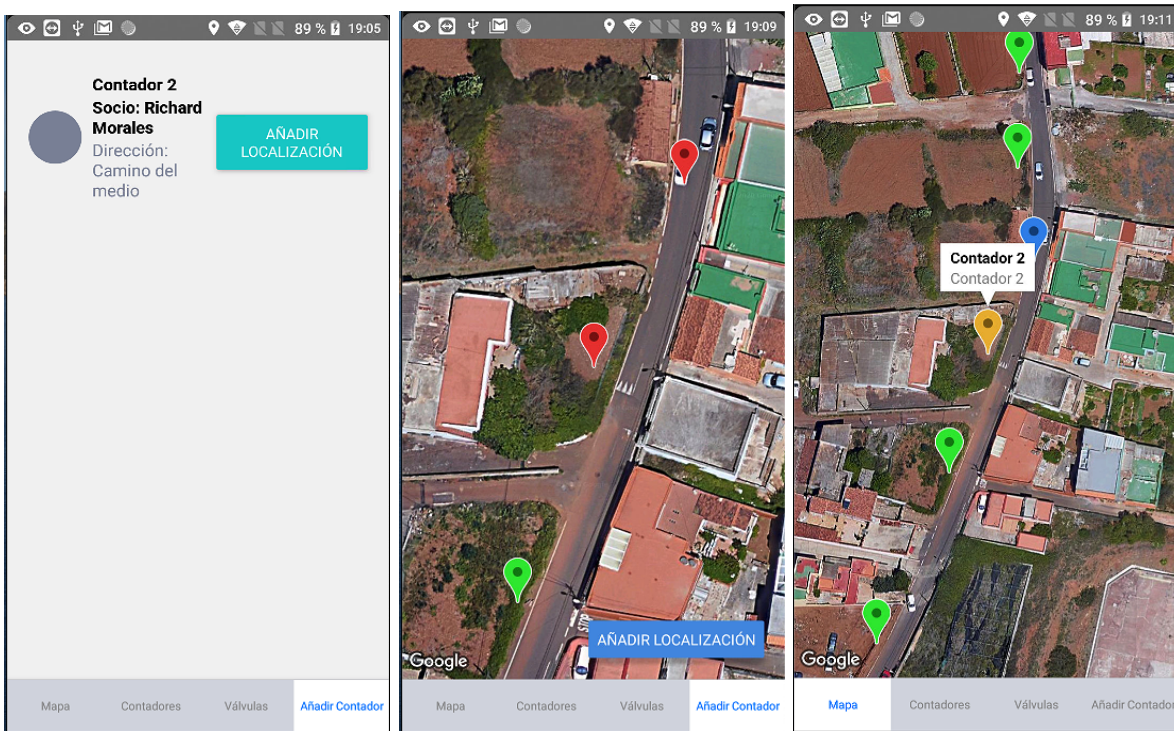 89 % 19:05
Contador 2
Socio: Richard
Morales
Dirección:
Camino del
medio
AÑADIR
LOCALIZACIÓN
Mapa Contadores Válvulas Añadir Contador
89 % 19:09
STOP
AÑADIR LOCALIZACIÓN
Google
Mapa Contadores Válvulas Añadir Contador
89 % 19:11
Contador 2
Contador 2
Google
Mapa Contadores Válvulas Añadir Contador